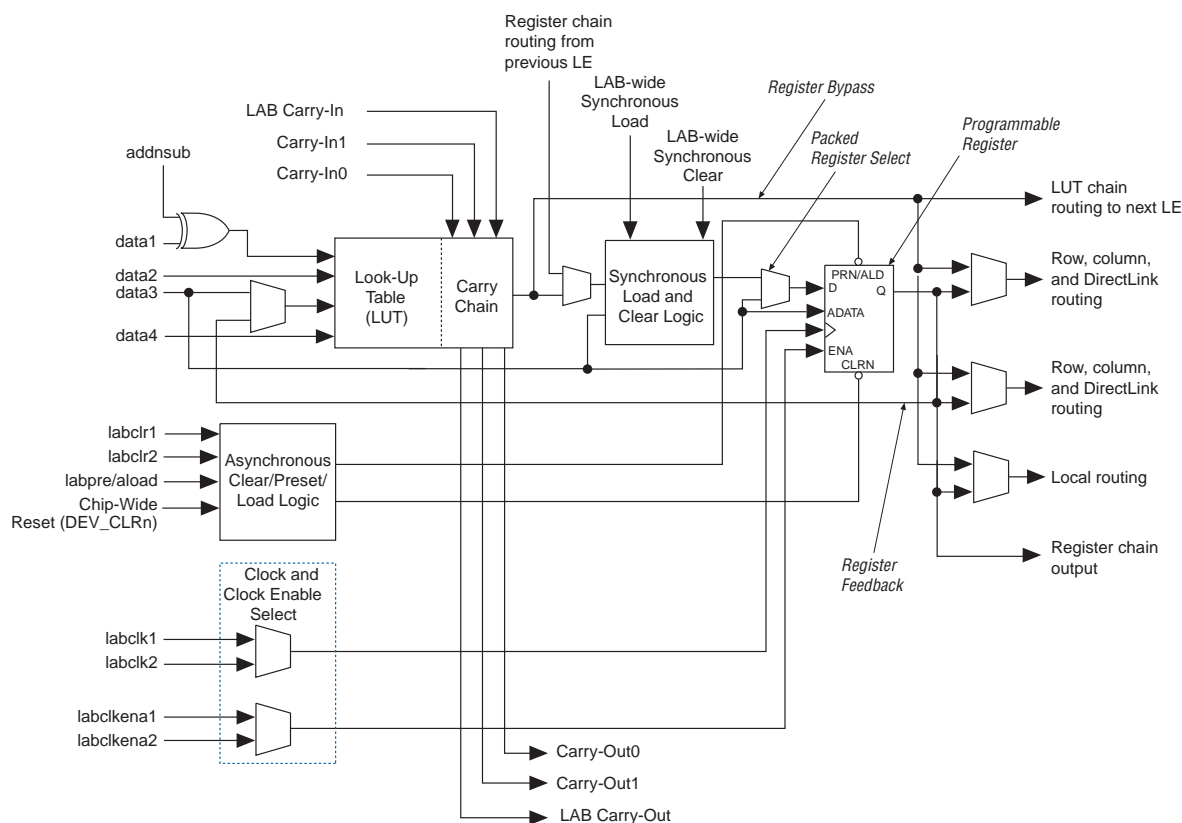 Register chain
routing from
previous LE
LAB-wide
Synchronous
Load
LAB-wide
Synchronous
Clear
Register Bypass
Packed
Register Select
Programmable
Register
LAB Carry-In
Carry-In1
Carry-In0
addnsub
data1
data2
data3
data4
Look-Up
Table
(LUT)
Carry
Chain
Synchronous
Load and
Clear Logic
PRN/ALD
D
Q
ADATA
ENA
CLRN
LUT chain
routing to next LE
Row, column,
and DirectLink
routing
Row, column,
and DirectLink
routing
Local routing
Register chain
output
Register
Feedback
labclr1
labclr2
labpre/aload
Chip-Wide
Reset (DEV_CLRn)
Asynchronous
Clear/Preset/
Load Logic
Clock and
Clock Enable
Select
labclk1
labclk2
labclkena1
labclkena2
Carry-Out0
Carry-Out1
LAB Carry-Out